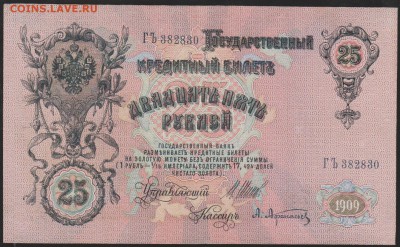 COINS.ЛАВЕ.RU
ГЪ 382830
ГОСУДАРСТВЕННЫЙ
КРЕДИТНЫЙ БИЛЕТЪ
25
ДВАДЦАТЬ ПЯТЬ
РУБЛЕЙ
ГОСУДАРСТВЕННЫЙ БАНКЪ
РАЗМѢНИВАЕТЪ КРЕДИТНЫЕ БИЛЕТЫ
НА ЗОЛОТУЮ МОНЕТУ БЕЗЪ ОГРАНИЧЕНІЯ СУММЫ
(1 РУБЛЬ = 1/15 ИМПЕРІАЛА, СОДЕРЖИТЪ 17,424 ДОЛЕЙ
ЧИСТАГО ЗОЛОТА)
ГЪ 382830
Управляющій
25
Кассиръ
1909